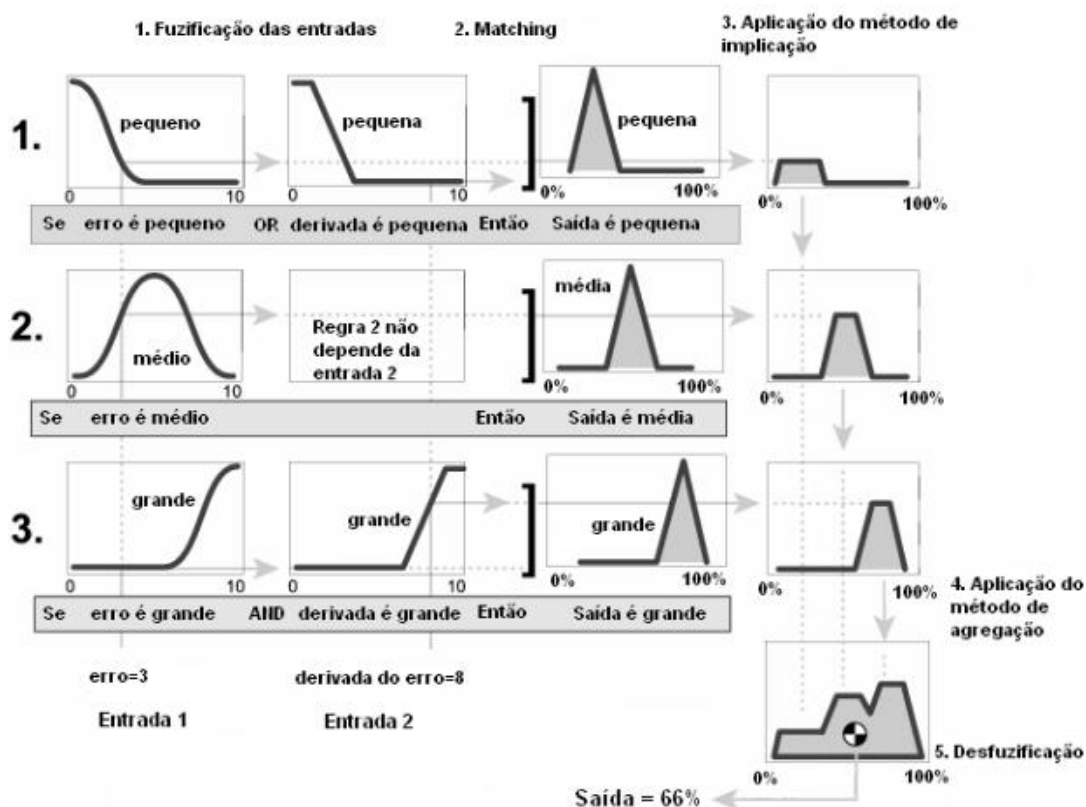 1. Fuzificação das entradas
2. Matching
3. Aplicação do método de
implicação
1.
pequeno
0
10
pequena
0
10
pequena
0%
100%
0%
100%
Se erro é pequeno OR derivada é pequena Então Saída é pequena
2.
médio
0
10
Regra 2 não
depende da
entrada 2
média
0%
100%
0%
100%
Se erro é médio Então Saída é média
3.
grande
0
10
grande
0
10
grande
0%
100%
0%
100%
Se erro é grande AND derivada é grande Então Saída é grande
4. Aplicação do
método de
agregação
erro=3
derivada do erro=8
Entrada 1
Entrada 2
5. Desfuzificação
0%
100%
Saída = 66%